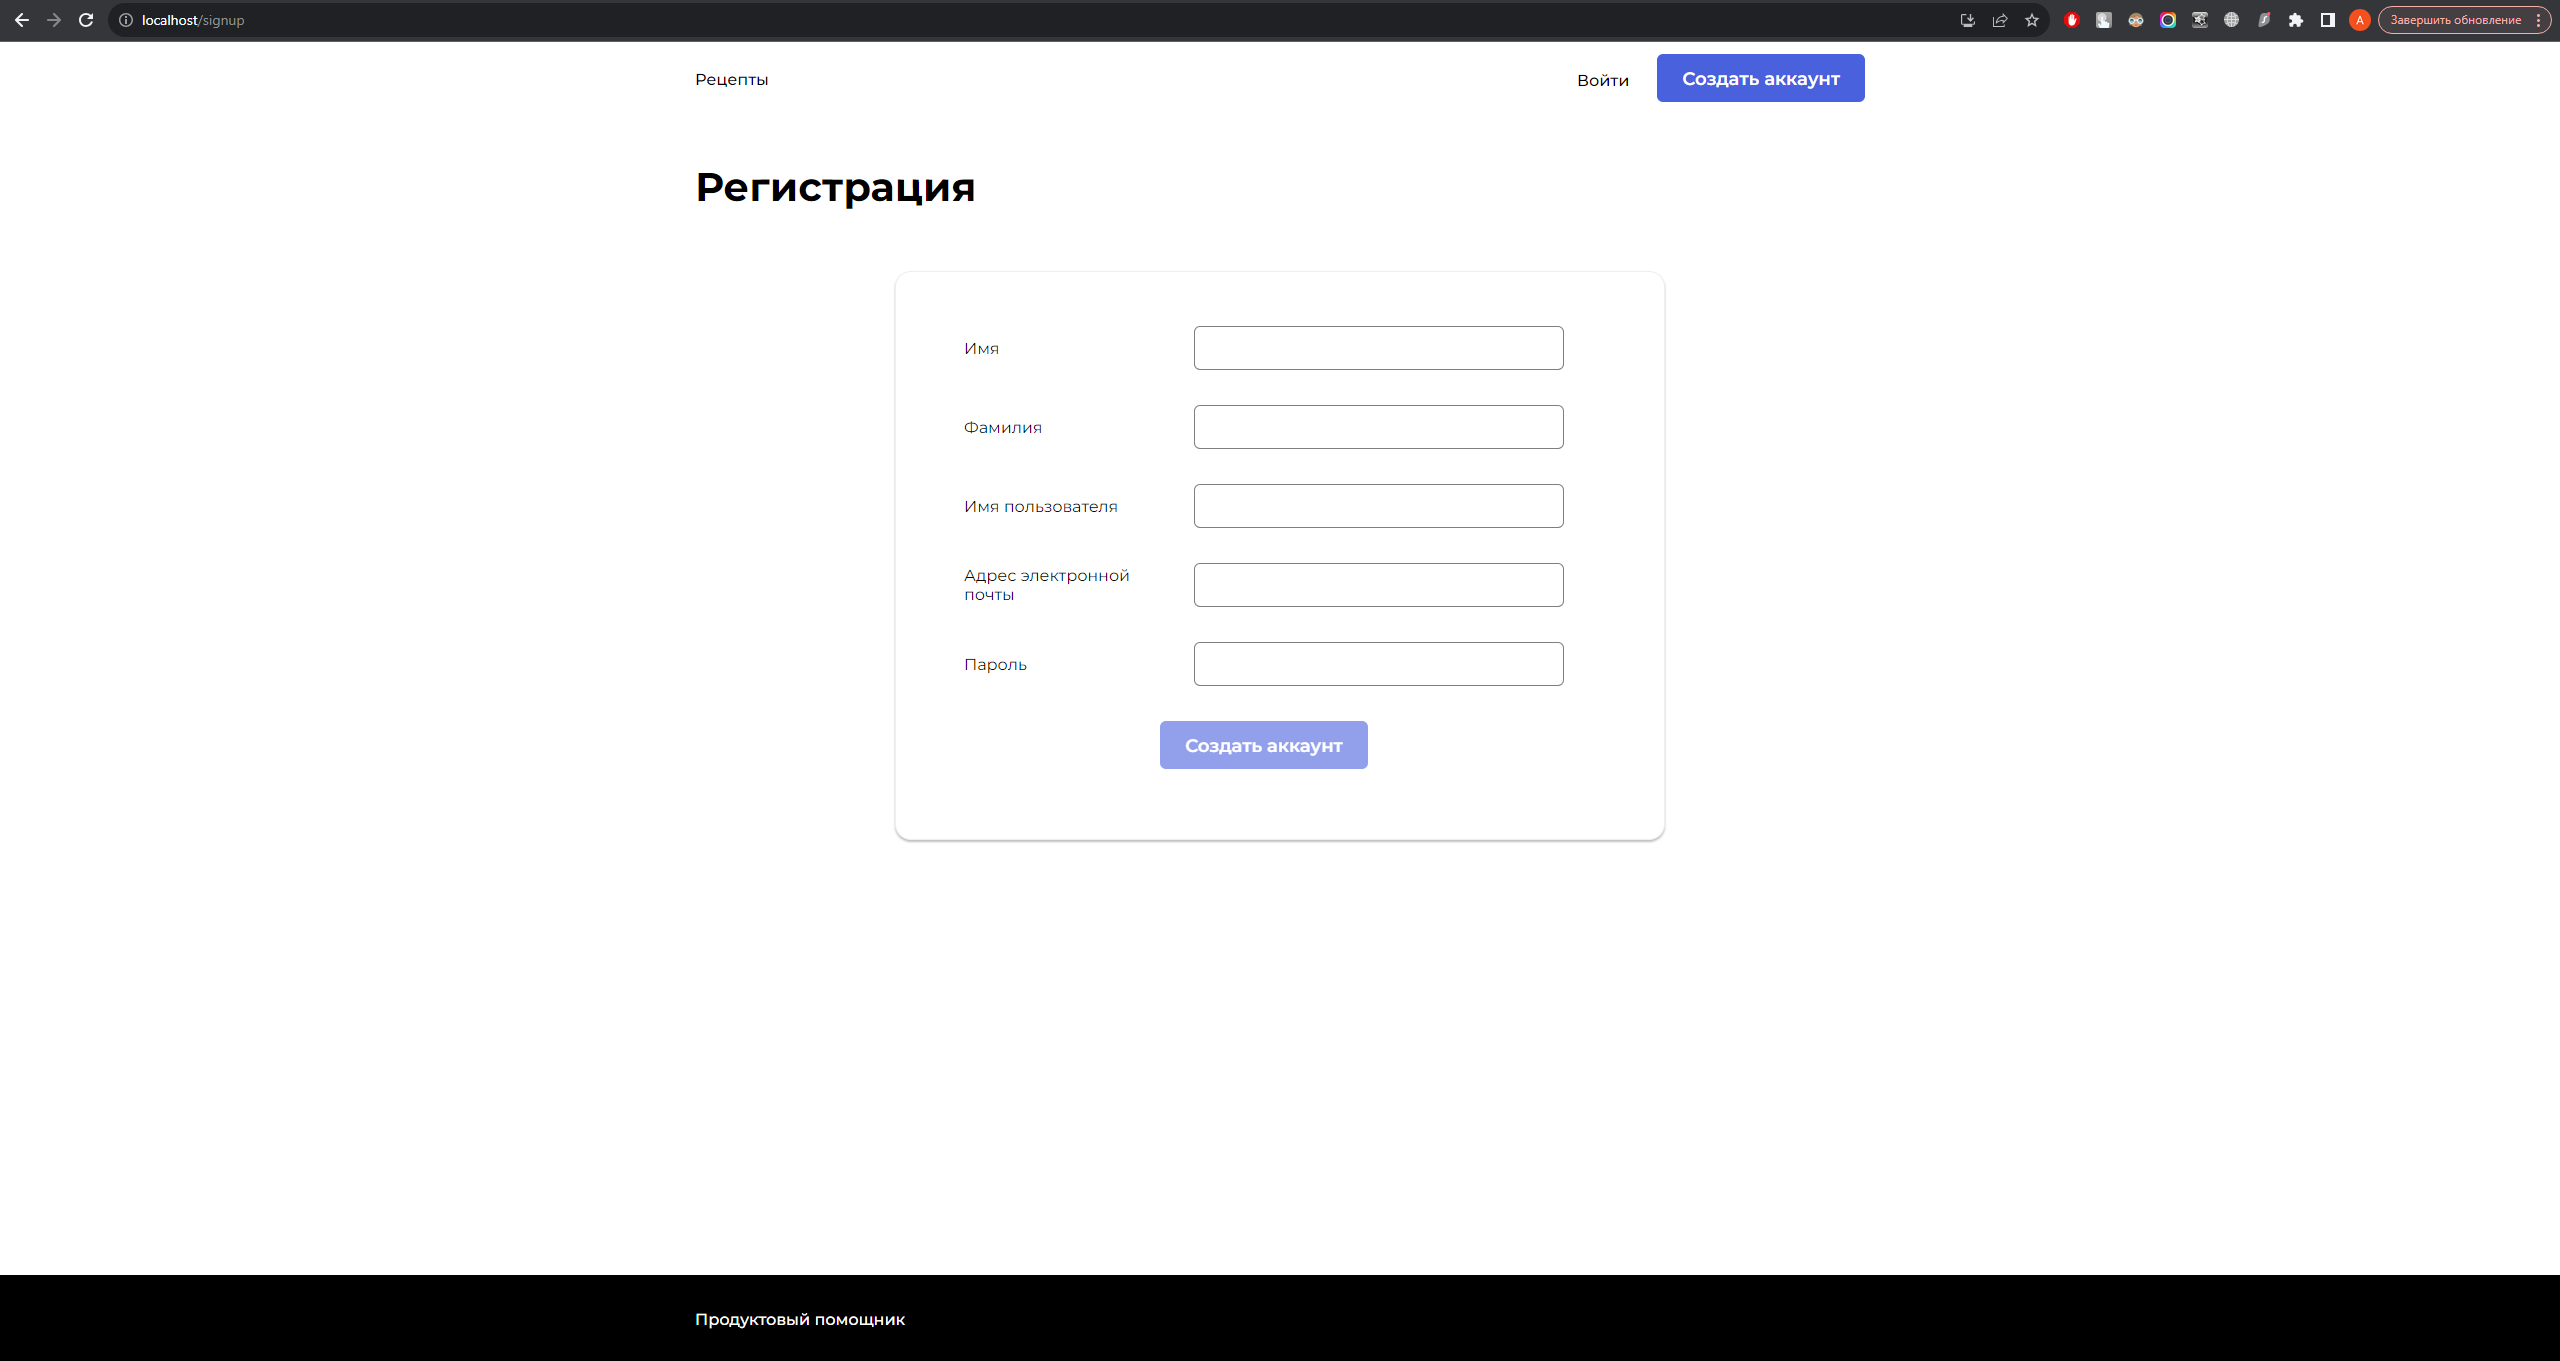 localhost/signup
А
Завершить обновление
Рецепты
Войти
Создать аккаунт
Регистрация
Имя
Фамилия
Имя пользователя
Адрес электронной
почты
Пароль
Создать аккаунт
Продуктовый помощник